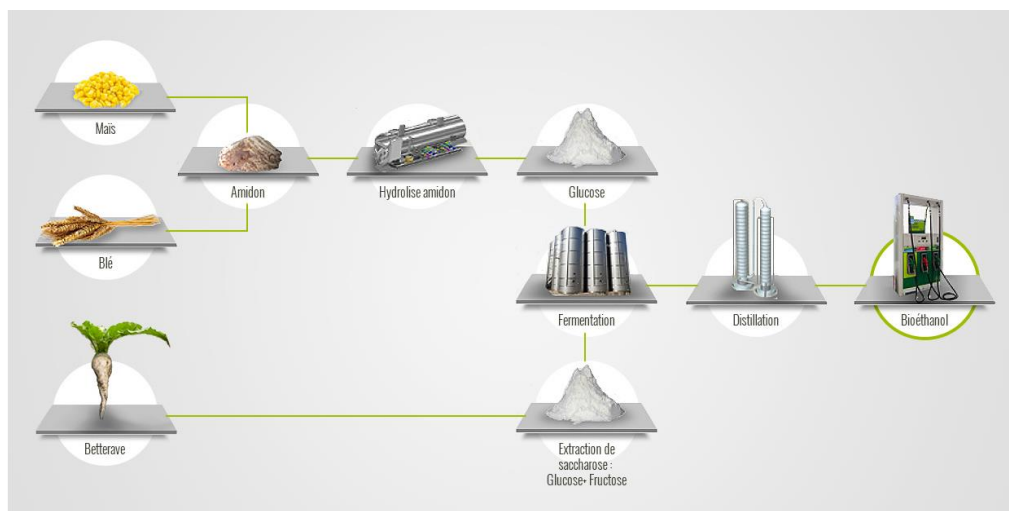 Maïs
Amidon
Hydrolise amidon
Glucose
Blé
Fermentation
Distillation
Bioéthanol
Betterave
Extraction de
saccharose :
Glucose+ Fructose